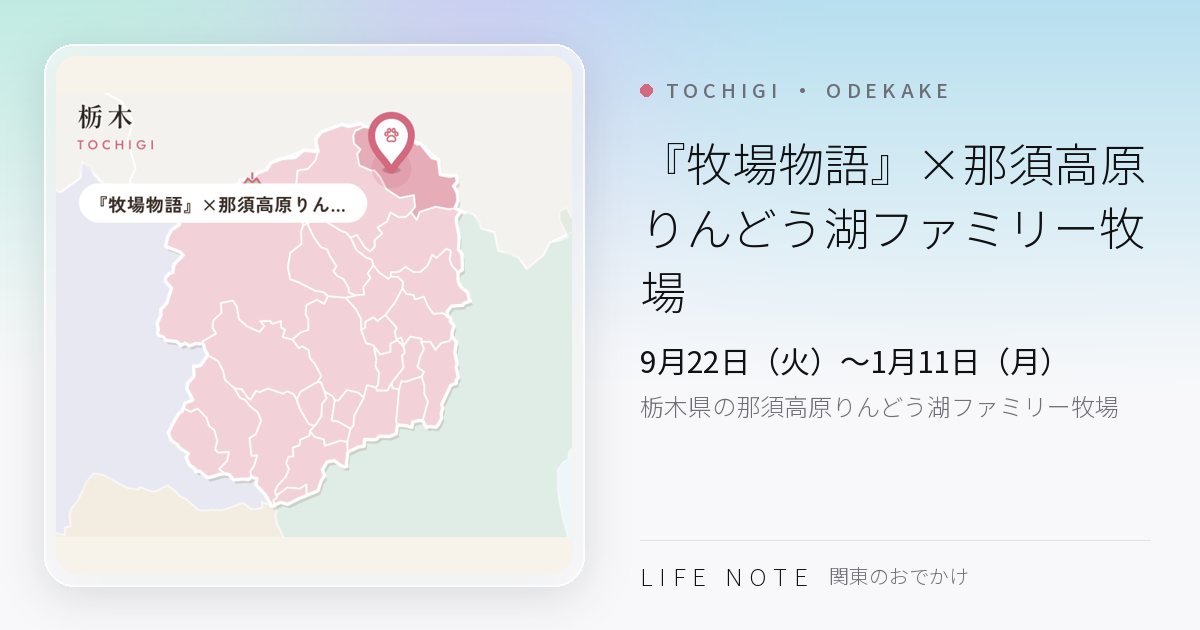 栃木
TOCHIGI
『牧場物語』×那須高原りん...
TOCHIGI • ODEKAKE
『牧場物語』×那須高原
りんどう湖ファミリー牧
場
9月22日（火）〜1月11日（月）
栃木県の那須高原りんどう湖ファミリー牧場
LIFE NOTE 関東のおでかけ